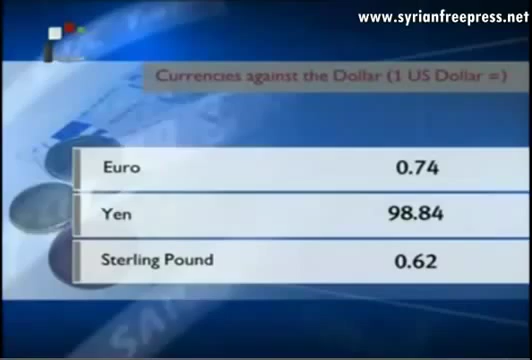 www.syrianfreepress.net
Currencies against the Dollar (1 US Dollar =)
Euro 0.74
Yen 98.84
Sterling Pound 0.62